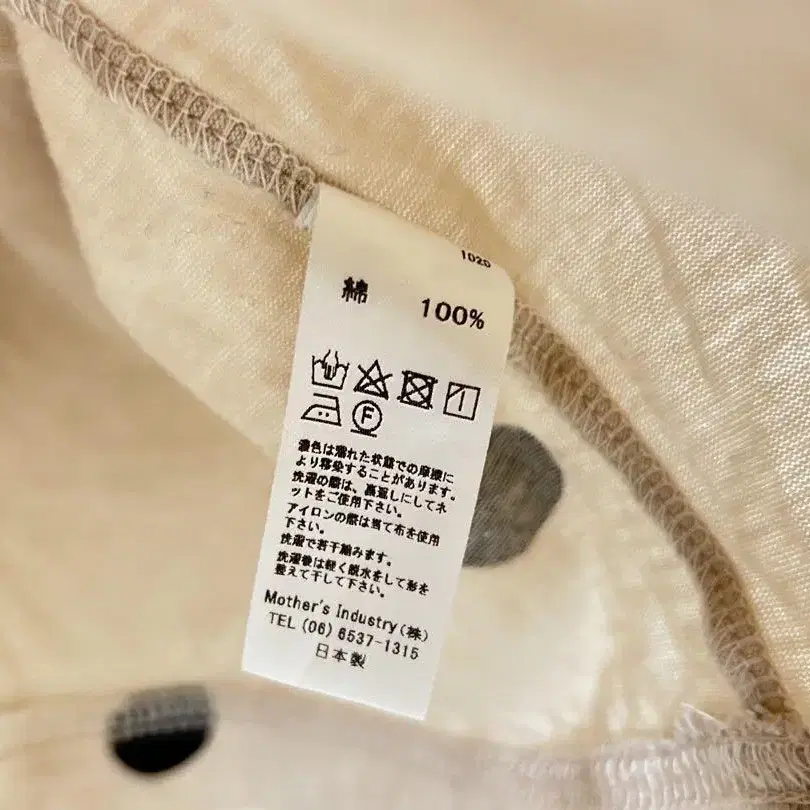 1020
綿 100%
F
濃色は濡れた状態での摩擦に
より移染することがあります。
洗濯の際は、裏返しにしてネ
ットをご使用下さい。
アイロンの際は当て布を使用
下さい。
洗濯で若干縮みます。
洗濯後は軽く脱水をして形を
整えて干して下さい。
Mother's Industry(株)
TEL (06) 6537-1315
日本製